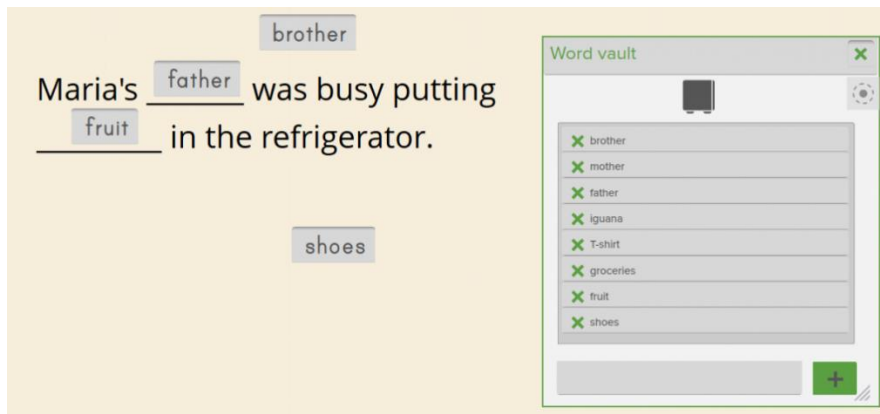 brother
Maria's father was busy putting
fruit in the refrigerator.
shoes
Word vault
brother
mother
father
iguana
T-shirt
groceries
fruit
shoes
+